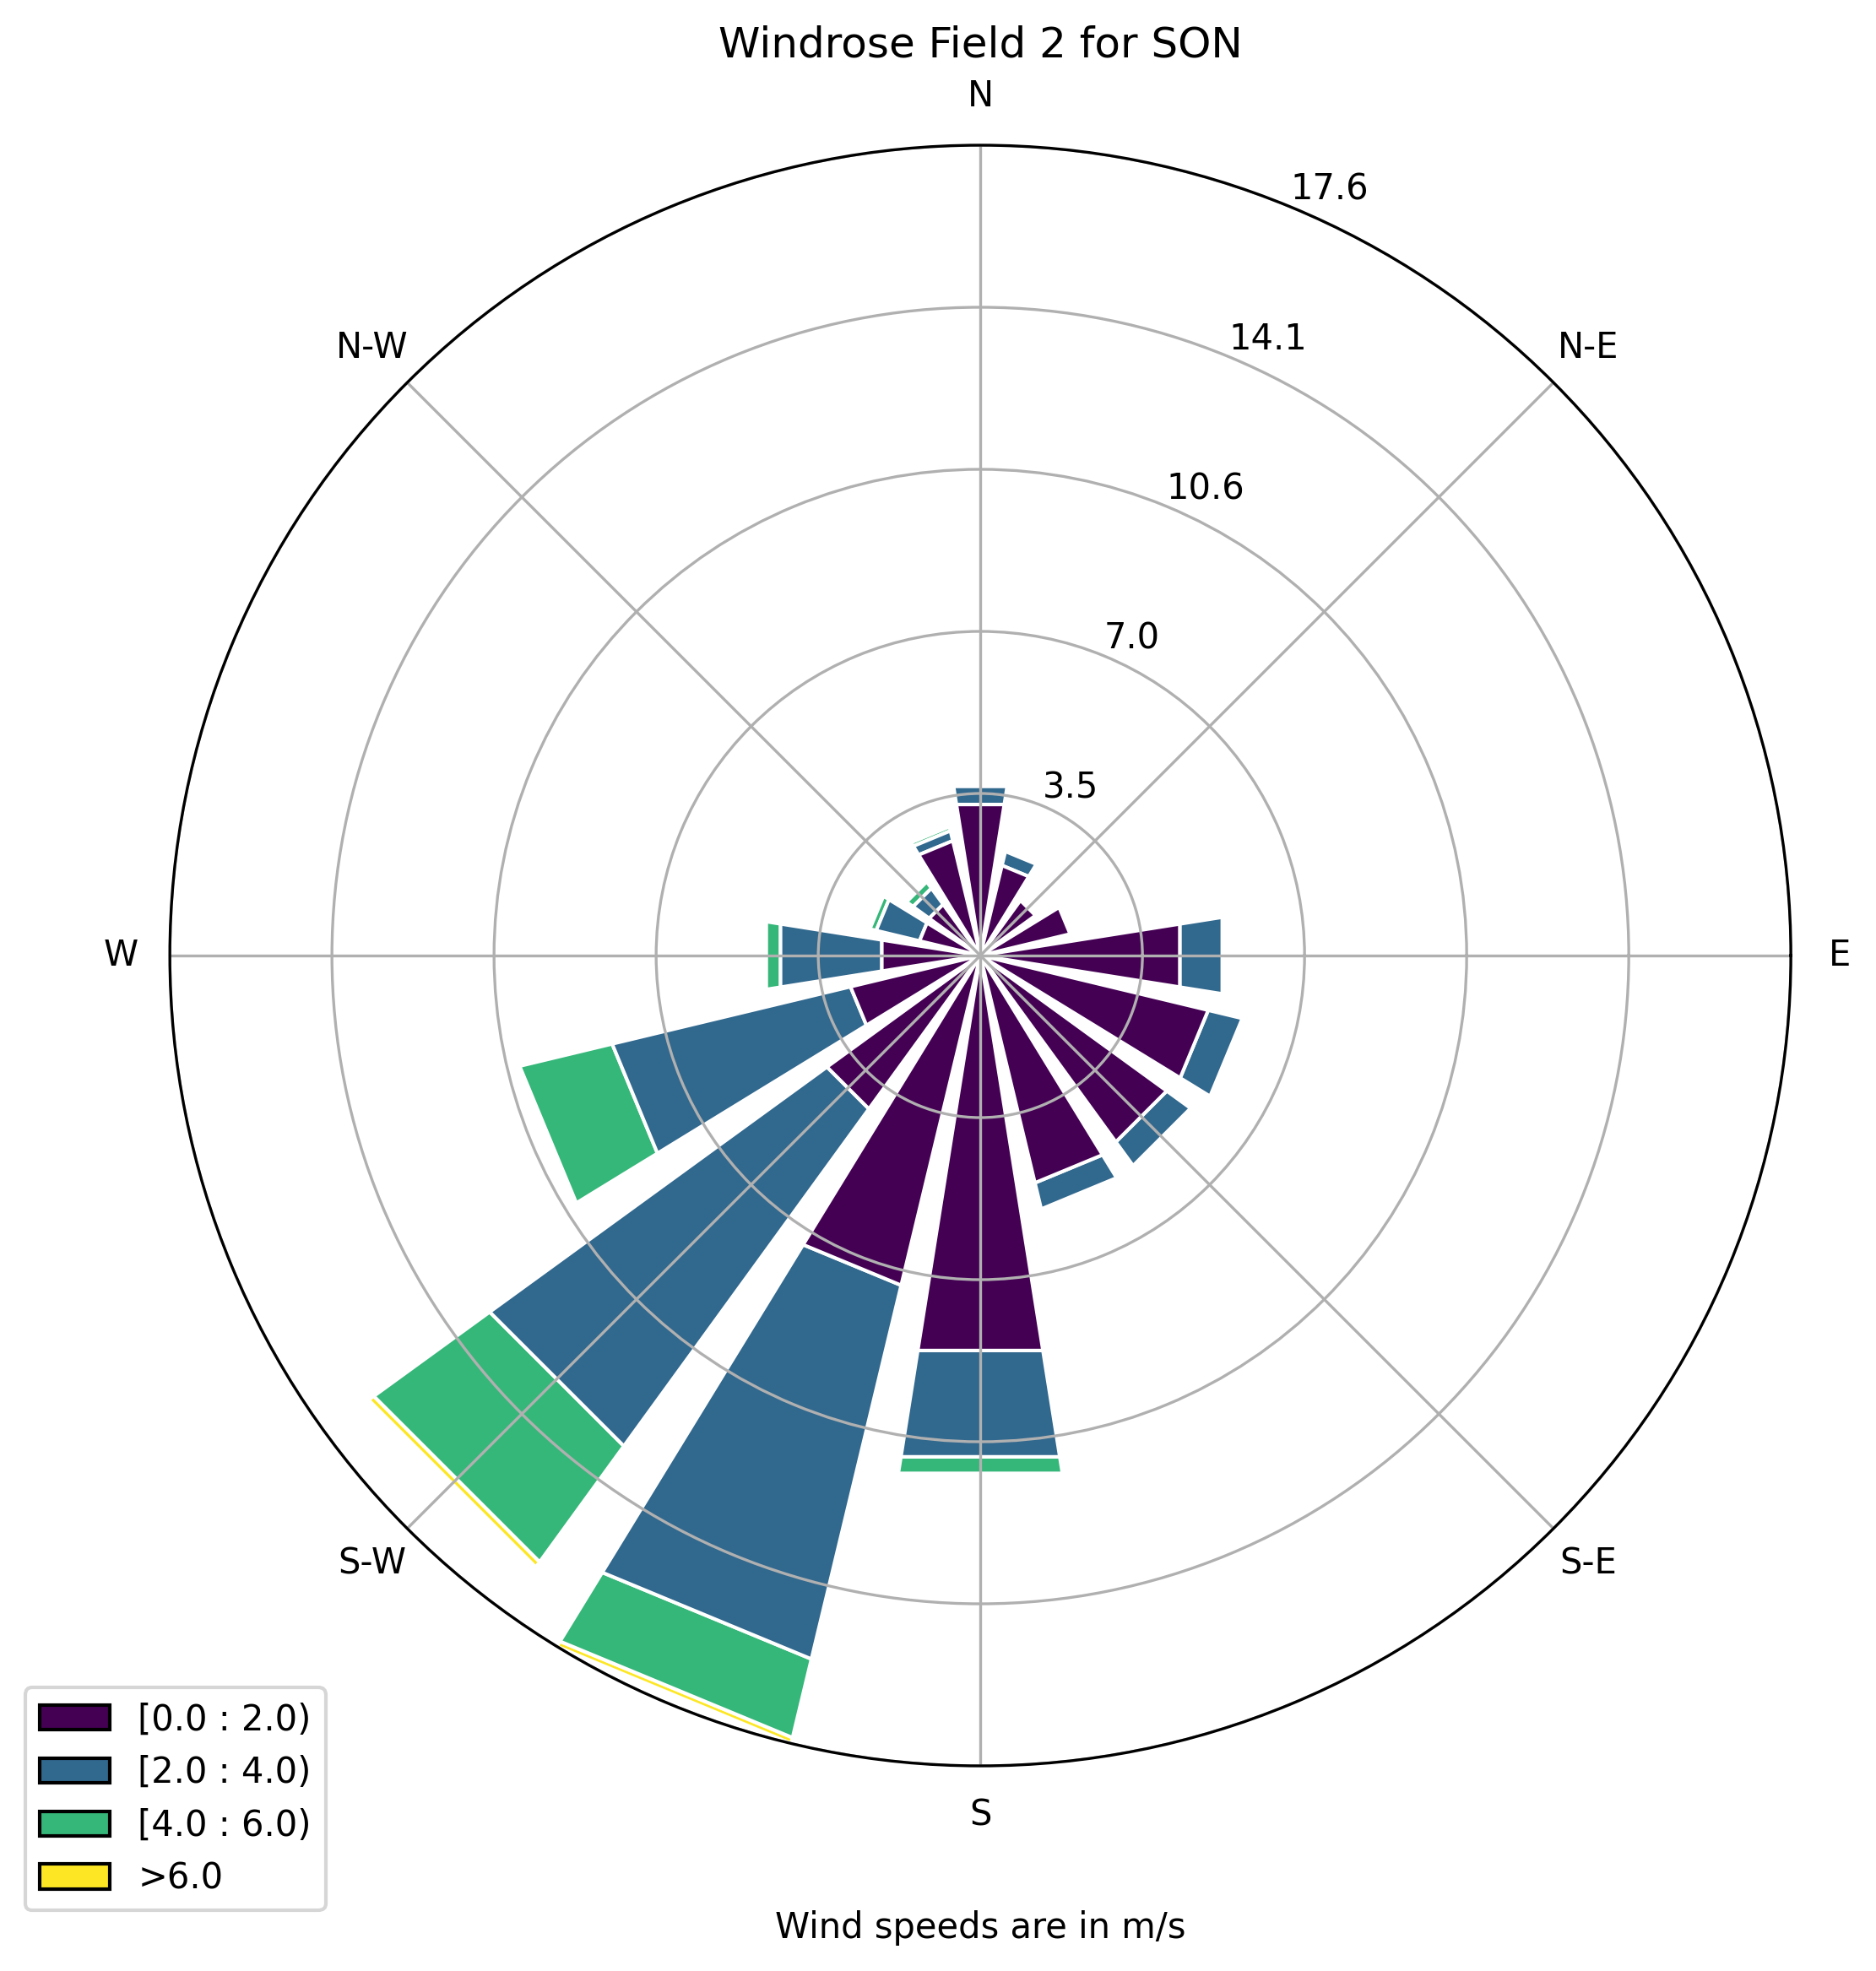 Windrose Field 2 for SON
N
17.6
14.1
N-W
N-E
10.6
7.0
3.5
W
E
S-W
S-E
[0.0 : 2.0)
[2.0 : 4.0)
[4.0 : 6.0)
>6.0
S
Wind speeds are in m/s